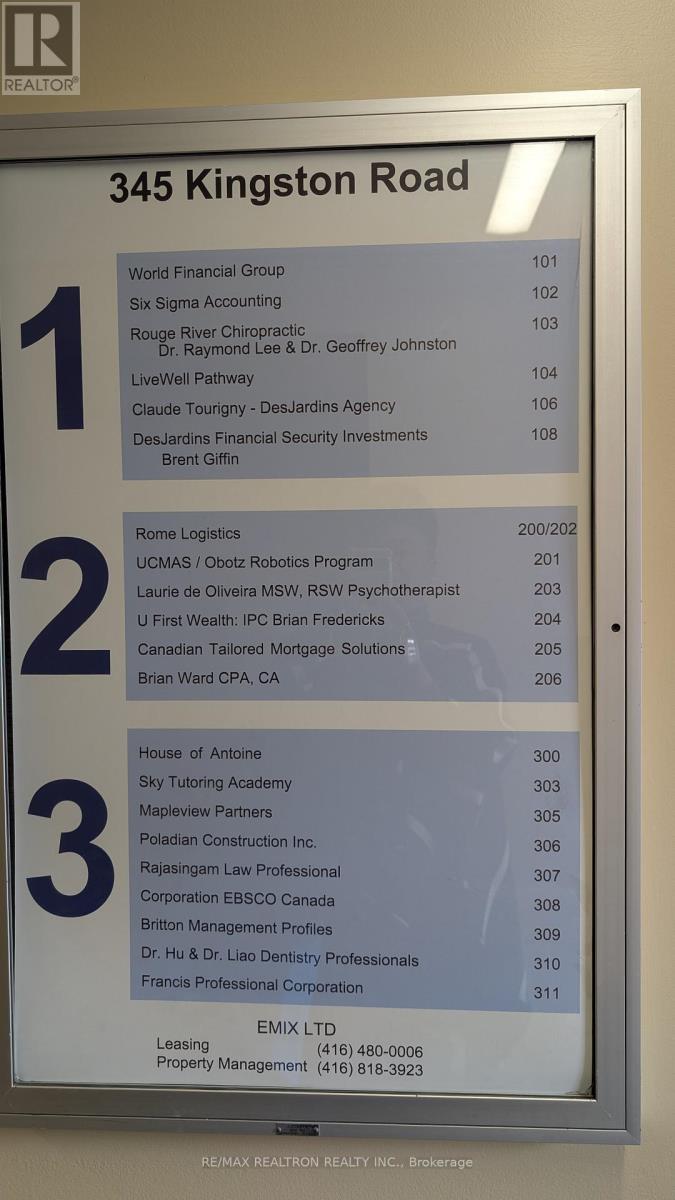 REALTOR®
345 Kingston Road
1
World Financial Group 101
Six Sigma Accounting 102
Rouge River Chiropractic 103
Dr. Raymond Lee & Dr. Geoffrey Johnston
LiveWell Pathway 104
Claude Tourigny - DesJardins Agency 106
DesJardins Financial Security Investments 108
Brent Giffin
2
Rome Logistics 200/202
UCMAS / Obotz Robotics Program 201
Laurie de Oliveira MSW, RSW Psychotherapist 203
U First Wealth: IPC Brian Fredericks 204
Canadian Tailored Mortgage Solutions 205
Brian Ward CPA, CA 206
3
House of Antoine 300
Sky Tutoring Academy 303
Mapleview Partners 305
Poladian Construction Inc. 306
Rajasingam Law Professional 307
Corporation EBSCO Canada 308
Britton Management Profiles 309
Dr. Hu & Dr. Liao Dentistry Professionals 310
Francis Professional Corporation 311
EMIX LTD
Leasing (416) 480-0006
Property Management (416) 818-3923
RE/MAX REALTRON REALTY INC., Brokerage